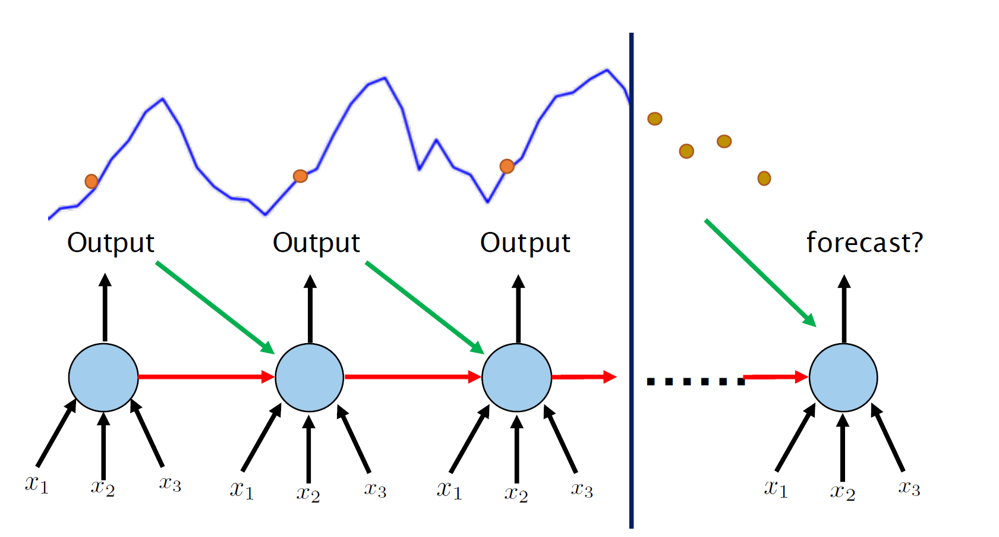 Output Output Output forecast?
x₁ x₂ x₃ x₁ x₂ x₃ x₁ x₂ x₃ x₁ x₂ x₃